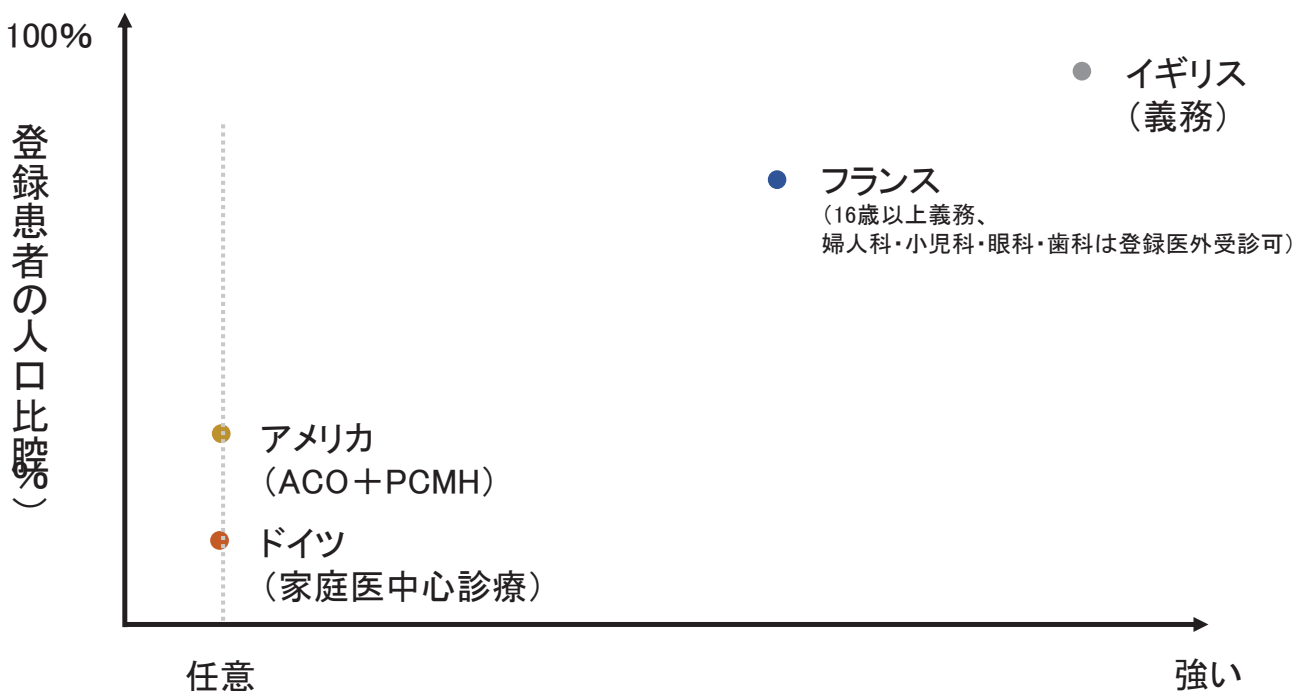 100%
登録患者の人口比
%）
イギリス
（義務）
フランス
（16歳以上義務、
婦人科・小児科・眼科・歯科は登録医外受診可）
アメリカ
（ACO＋PCMH）
ドイツ
（家庭医中心診療）
任意
強い